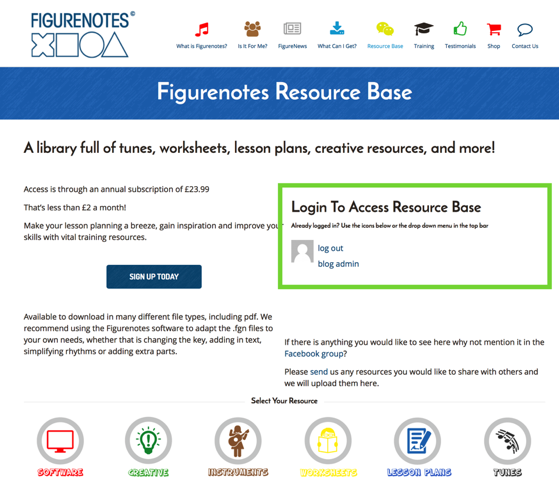 FIGURENOTES©
What is Figurenotes?
Is It For Me?
FigureNews
What Can I Get?
Resource Base
Training
Testimonials
Shop
Contact Us
Figurenotes Resource Base
A library full of tunes, worksheets, lesson plans, creative resources, and more!
Access is through an annual subscription of £23.99
That's less than £2 a month!
Make your lesson planning a breeze, gain inspiration and improve your
skills with vital training resources.
SIGN UP TODAY
Available to download in many different file types, including pdf. We
recommend using the Figurenotes software to adapt the .fgn files to
your own needs, whether that is changing the key, adding in text,
simplifying rhythms or adding extra parts.
Login To Access Resource Base
Already logged in? Use the icons below or the drop down menu in the top bar
log out
blog admin
If there is anything you would like to see here why not mention it in the
Facebook group?
Please send us any resources you would like to share with others and
we will upload them here.
Select Your Resource
SOFTWARE
CREATIVE
INSTRUMENTS
WORKSHEETS
LESSON PLANS
TUNES